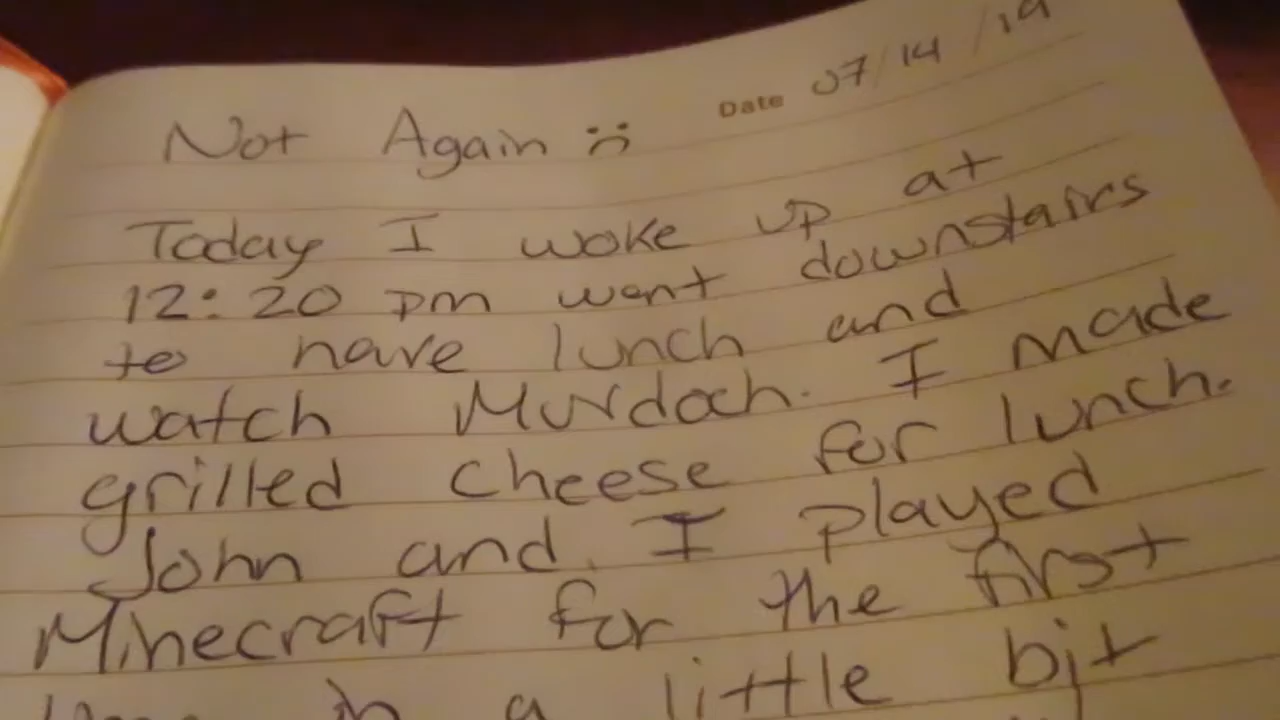 Date 07/14/19
Not Again :(
Today I woke up at
12:20 pm went downstairs
to have lunch and
watch Murdoch. I made
grilled cheese for lunch.
John and I played
Minecraft for the first
in a little bit